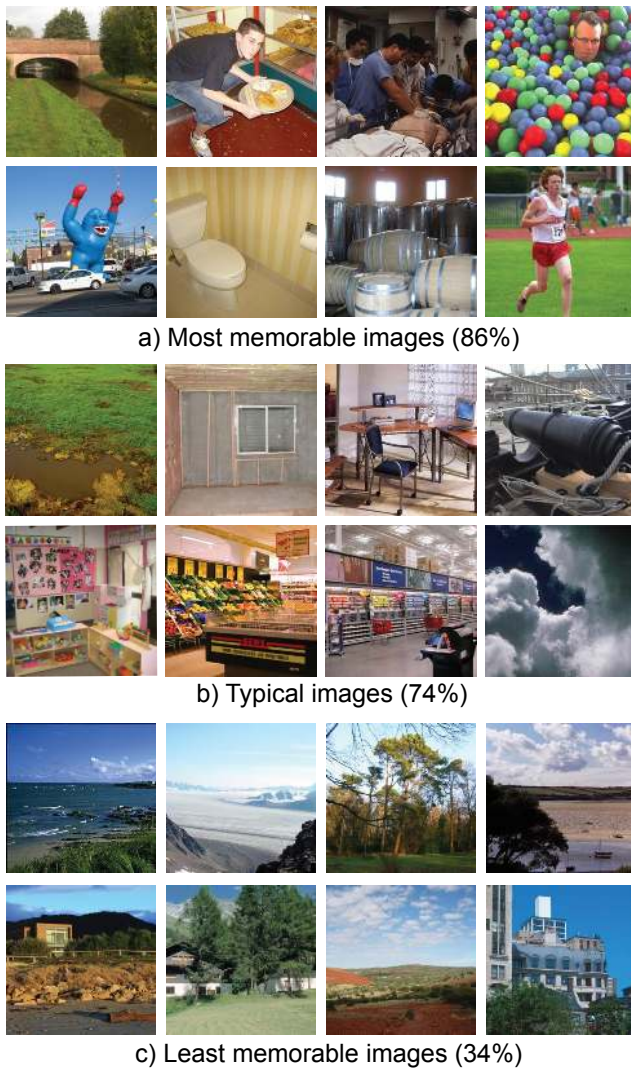 a) Most memorable images (86%)
b) Typical images (74%)
c) Least memorable images (34%)